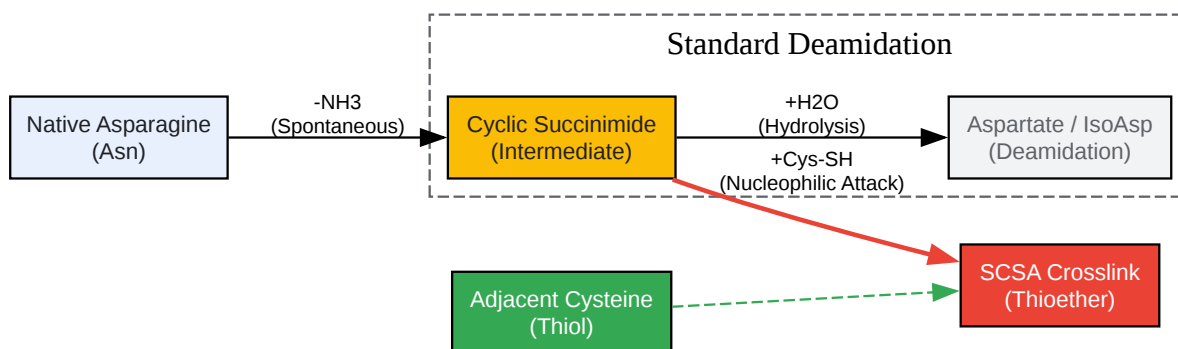 Standard Deamidation
Native Asparagine
(Asn)
-NH3
(Spontaneous)
Cyclic Succinimide
(Intermediate)
+H2O
(Hydrolysis)
+Cys-SH
(Nucleophilic Attack)
Aspartate / IsoAsp
(Deamidation)
Adjacent Cysteine
(Thiol)
SCSA Crosslink
(Thioether)